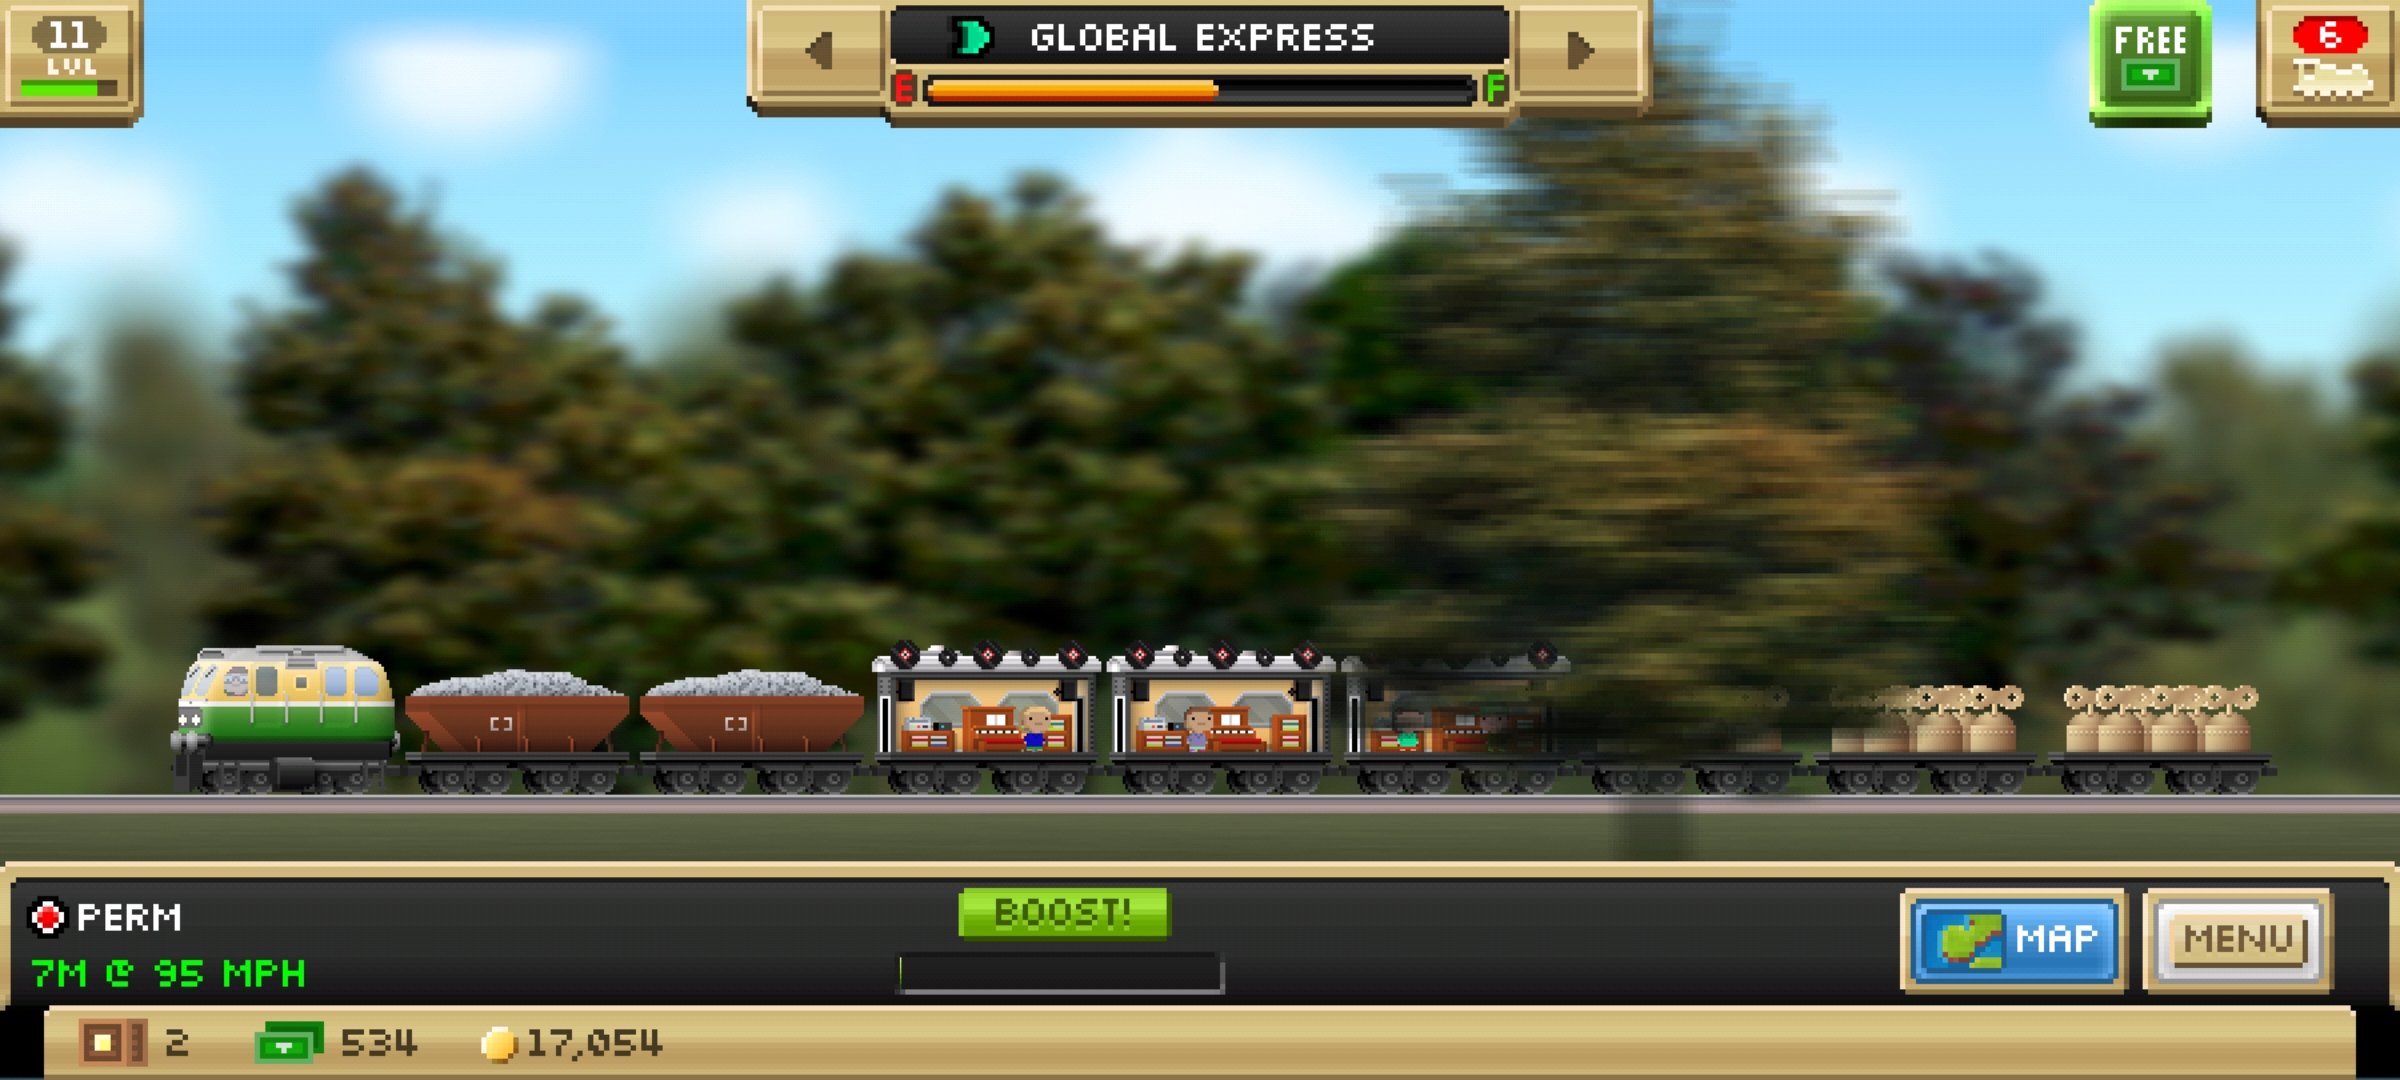 11
LVL
GLOBAL EXPRESS
E F
FREE
6
PERM
7M @ 95 MPH
BOOST!
MAP
MENU
2 534 17,054